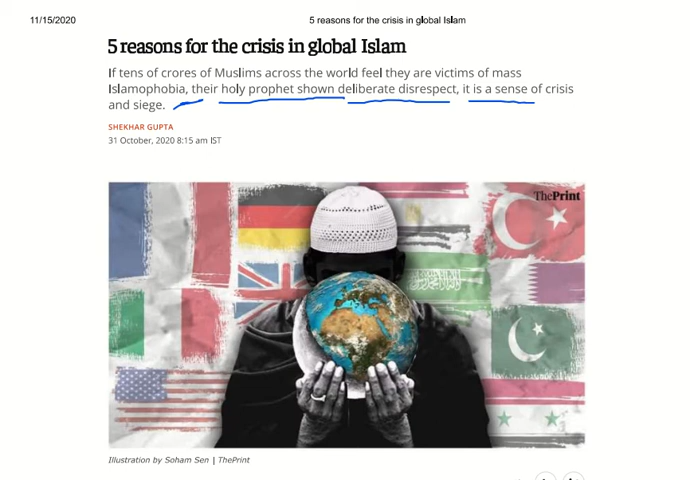 11/15/2020 5 reasons for the crisis in global Islam
5 reasons for the crisis in global Islam
If tens of crores of Muslims across the world feel they are victims of mass
Islamophobia, their holy prophet shown deliberate disrespect, it is a sense of crisis
and siege.
SHEKHAR GUPTA
31 October, 2020 8:15 am IST
ThePrint
Illustration by Soham Sen | ThePrint